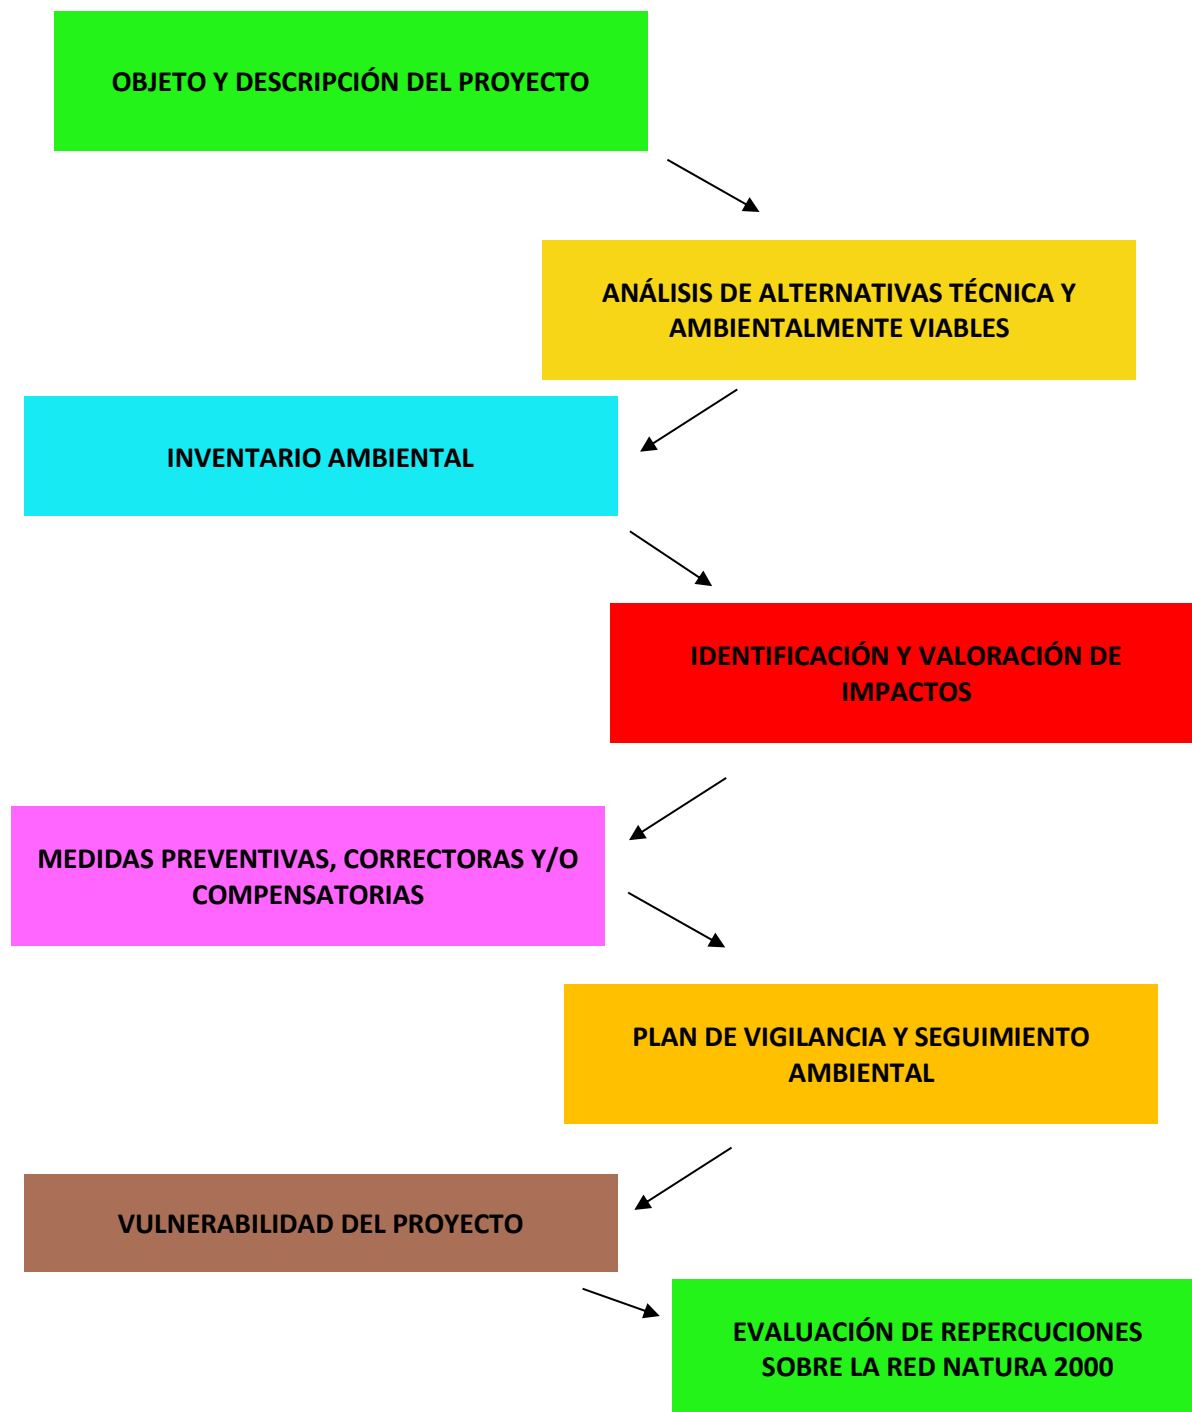 OBJETO Y DESCRIPCIÓN DEL PROYECTO
ANÁLISIS DE ALTERNATIVAS TÉCNICA Y
AMBIENTALMENTE VIABLES
INVENTARIO AMBIENTAL
IDENTIFICACIÓN Y VALORACIÓN DE
IMPACTOS
MEDIDAS PREVENTIVAS, CORRECTORAS Y/O
COMPENSATORIAS
PLAN DE VIGILANCIA Y SEGUIMIENTO
AMBIENTAL
VULNERABILIDAD DEL PROYECTO
EVALUACIÓN DE REPERCUCIONES
SOBRE LA RED NATURA 2000